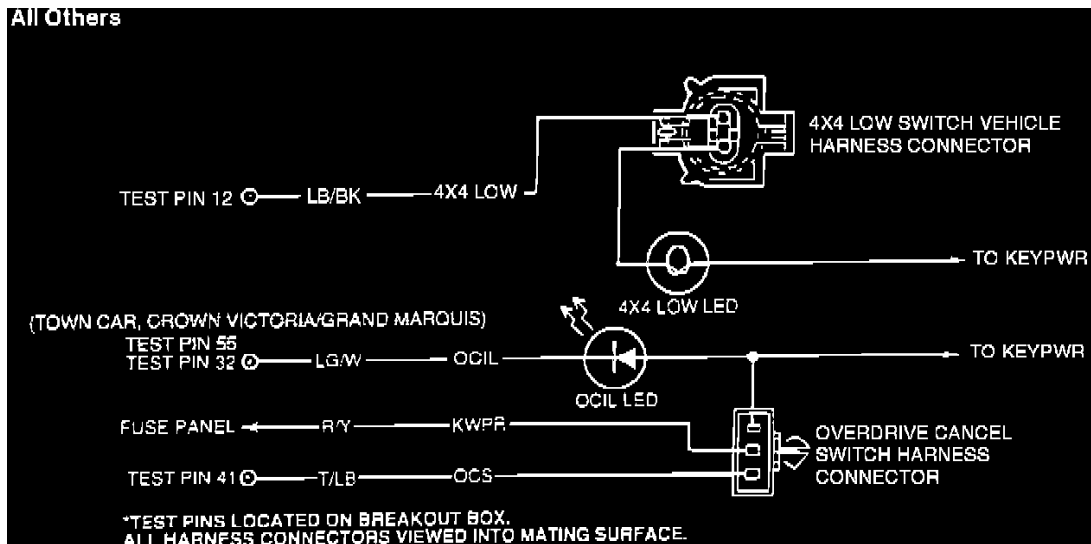 All Others
4X4 LOW SWITCH VEHICLE
HARNESS CONNECTOR
TEST PIN 12 LB/BK 4X4 LOW
TO KEYPWR
4X4 LOW LED
(TOWN CAR, CROWN VICTORIA/GRAND MARQUIS)
TEST PIN 55
TEST PIN 32 LG/W OCIL
TO KEYPWR
OCIL LED
FUSE PANEL R/Y KWPR
OVERDRIVE CANCEL
SWITCH HARNESS
CONNECTOR
TEST PIN 41 T/LB OCS
*TEST PINS LOCATED ON BREAKOUT BOX.
ALL HARNESS CONNECTORS VIEWED INTO MATING SURFACE.